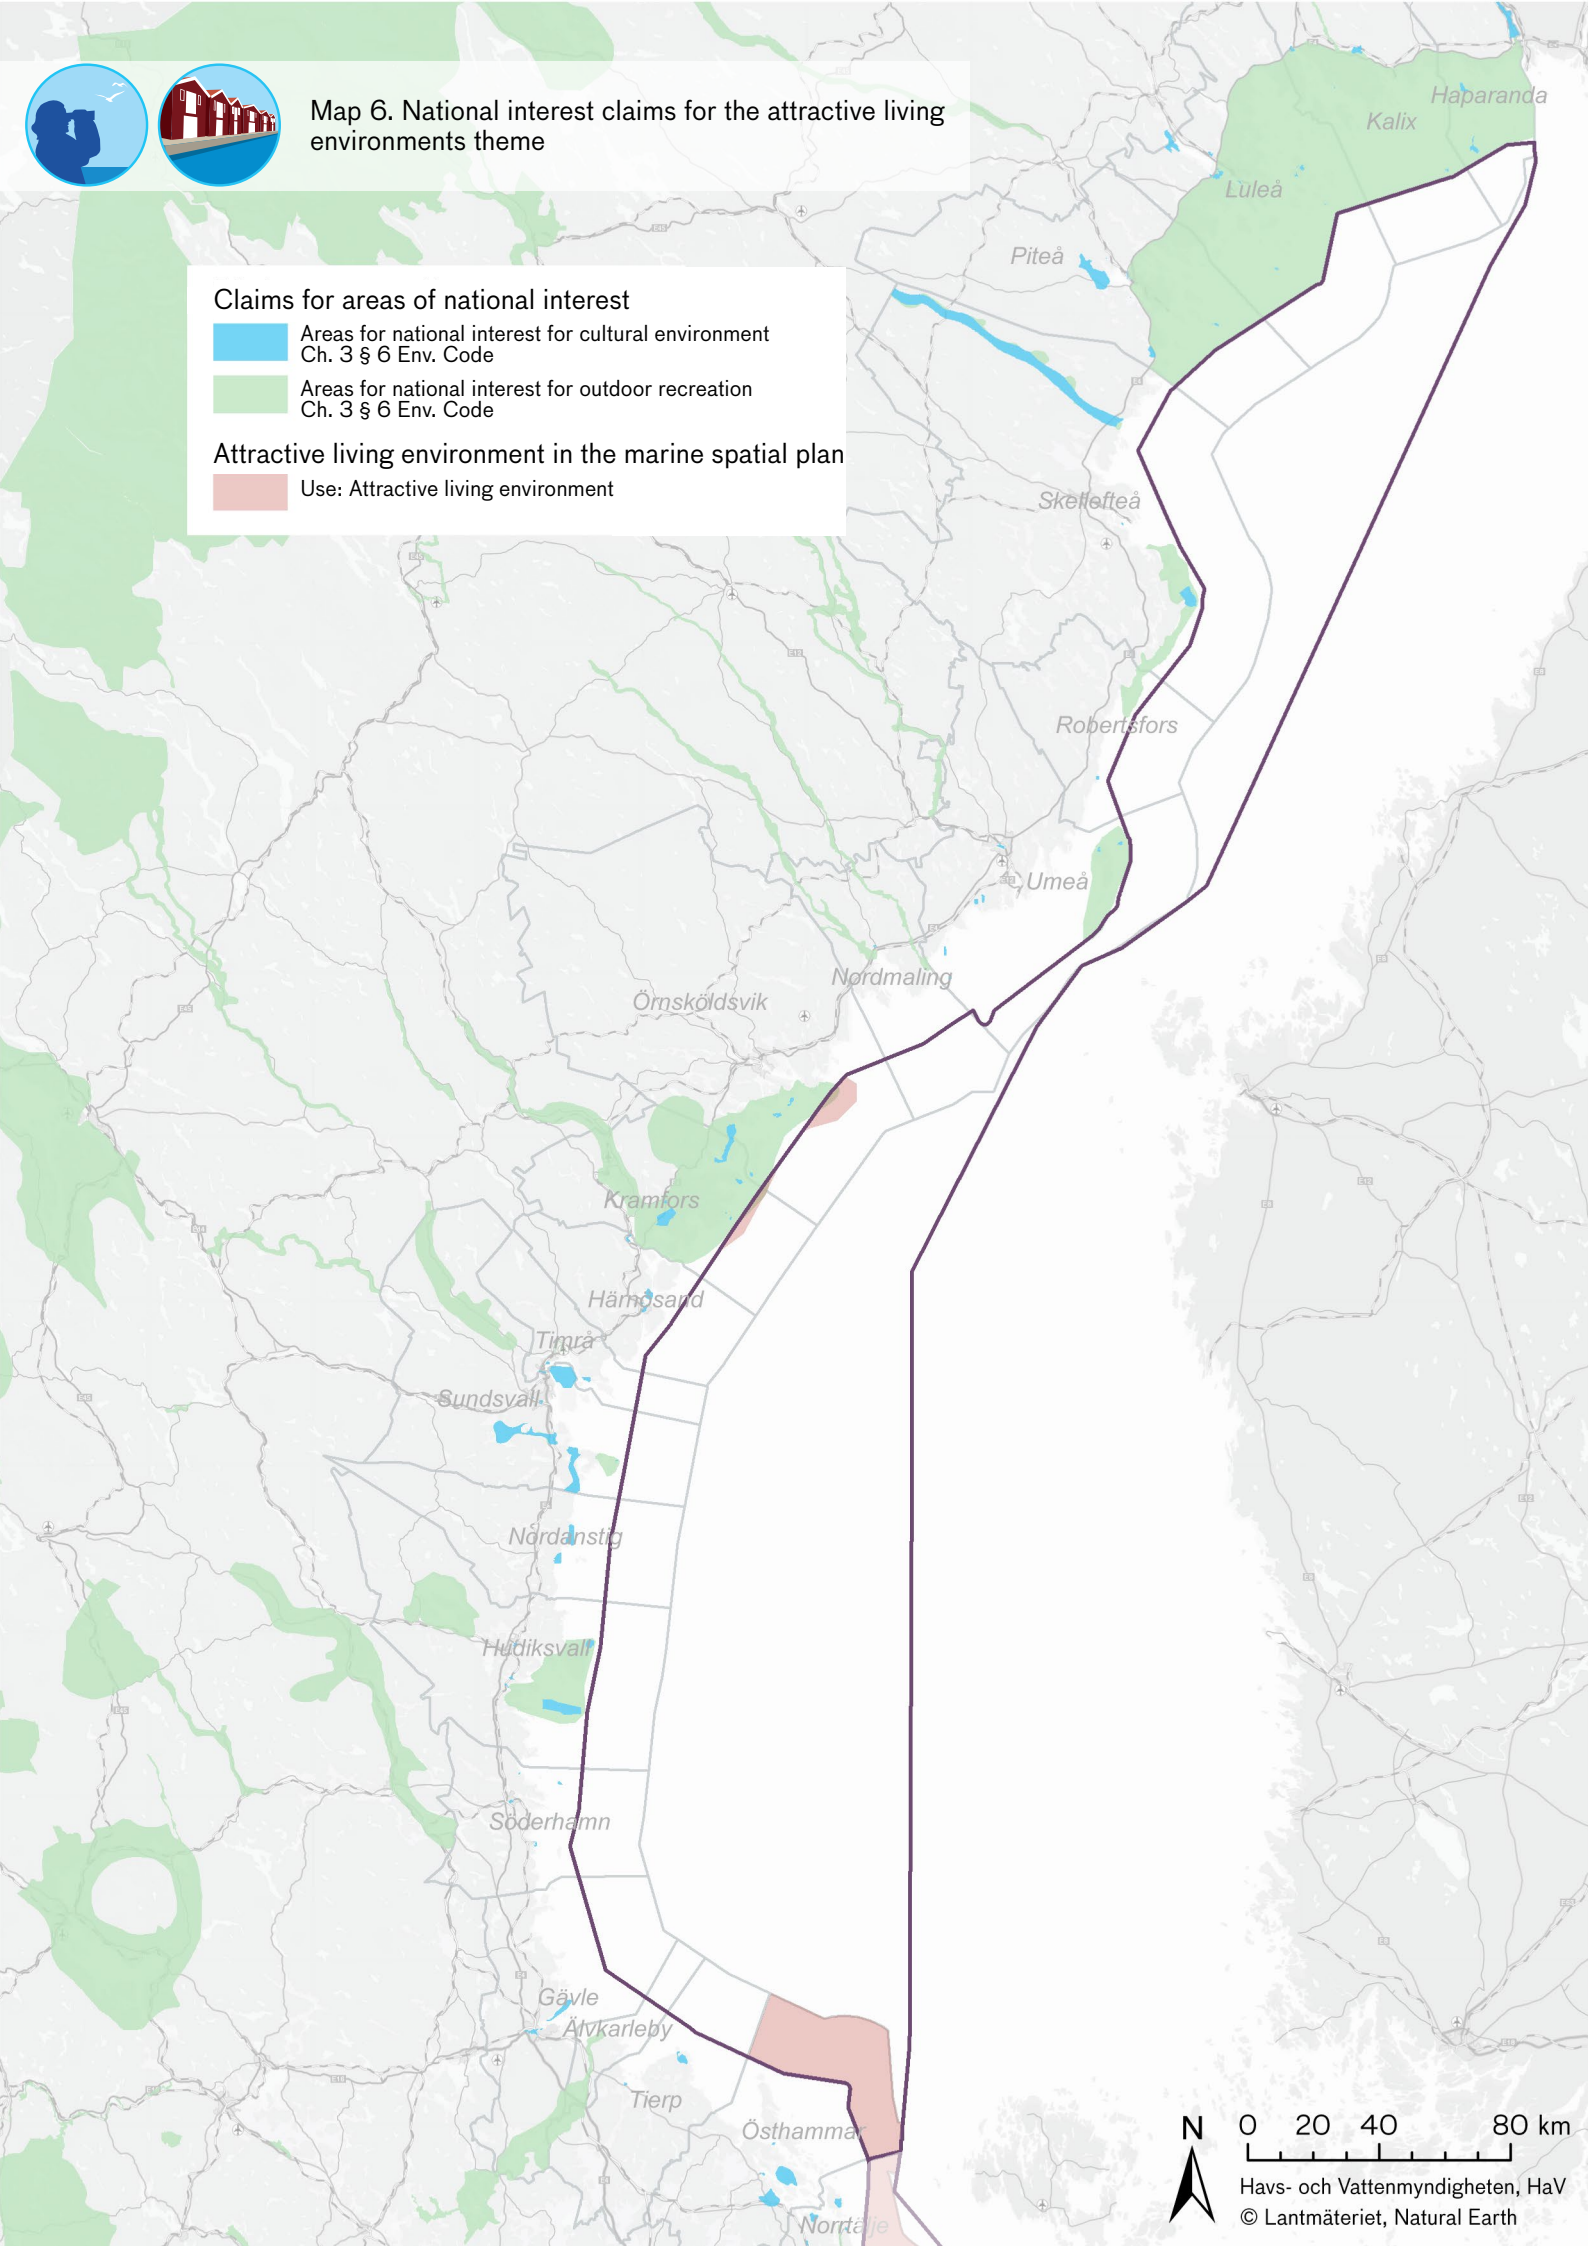 Map 6. National interest claims for the attractive living
environments theme
Claims for areas of national interest
Areas for national interest for cultural environment
Ch. 3 § 6 Env. Code
Areas for national interest for outdoor recreation
Ch. 3 § 6 Env. Code
Attractive living environment in the marine spatial plan
Use: Attractive living environment
Haparanda
Kalix
Luleå
Piteå
Skellefteå
Robertsfors
Umeå
Nordmaling
Örnsköldsvik
Kramfors
Härnösand
Timrå
Sundsvall
Nordanstig
Hudiksvall
Söderhamn
Gävle
Älvkarleby
Tierp
Östhammar
Norrtälje
N 0 20 40 80 km
Havs- och Vattenmyndigheten, HaV
© Lantmäteriet, Natural Earth